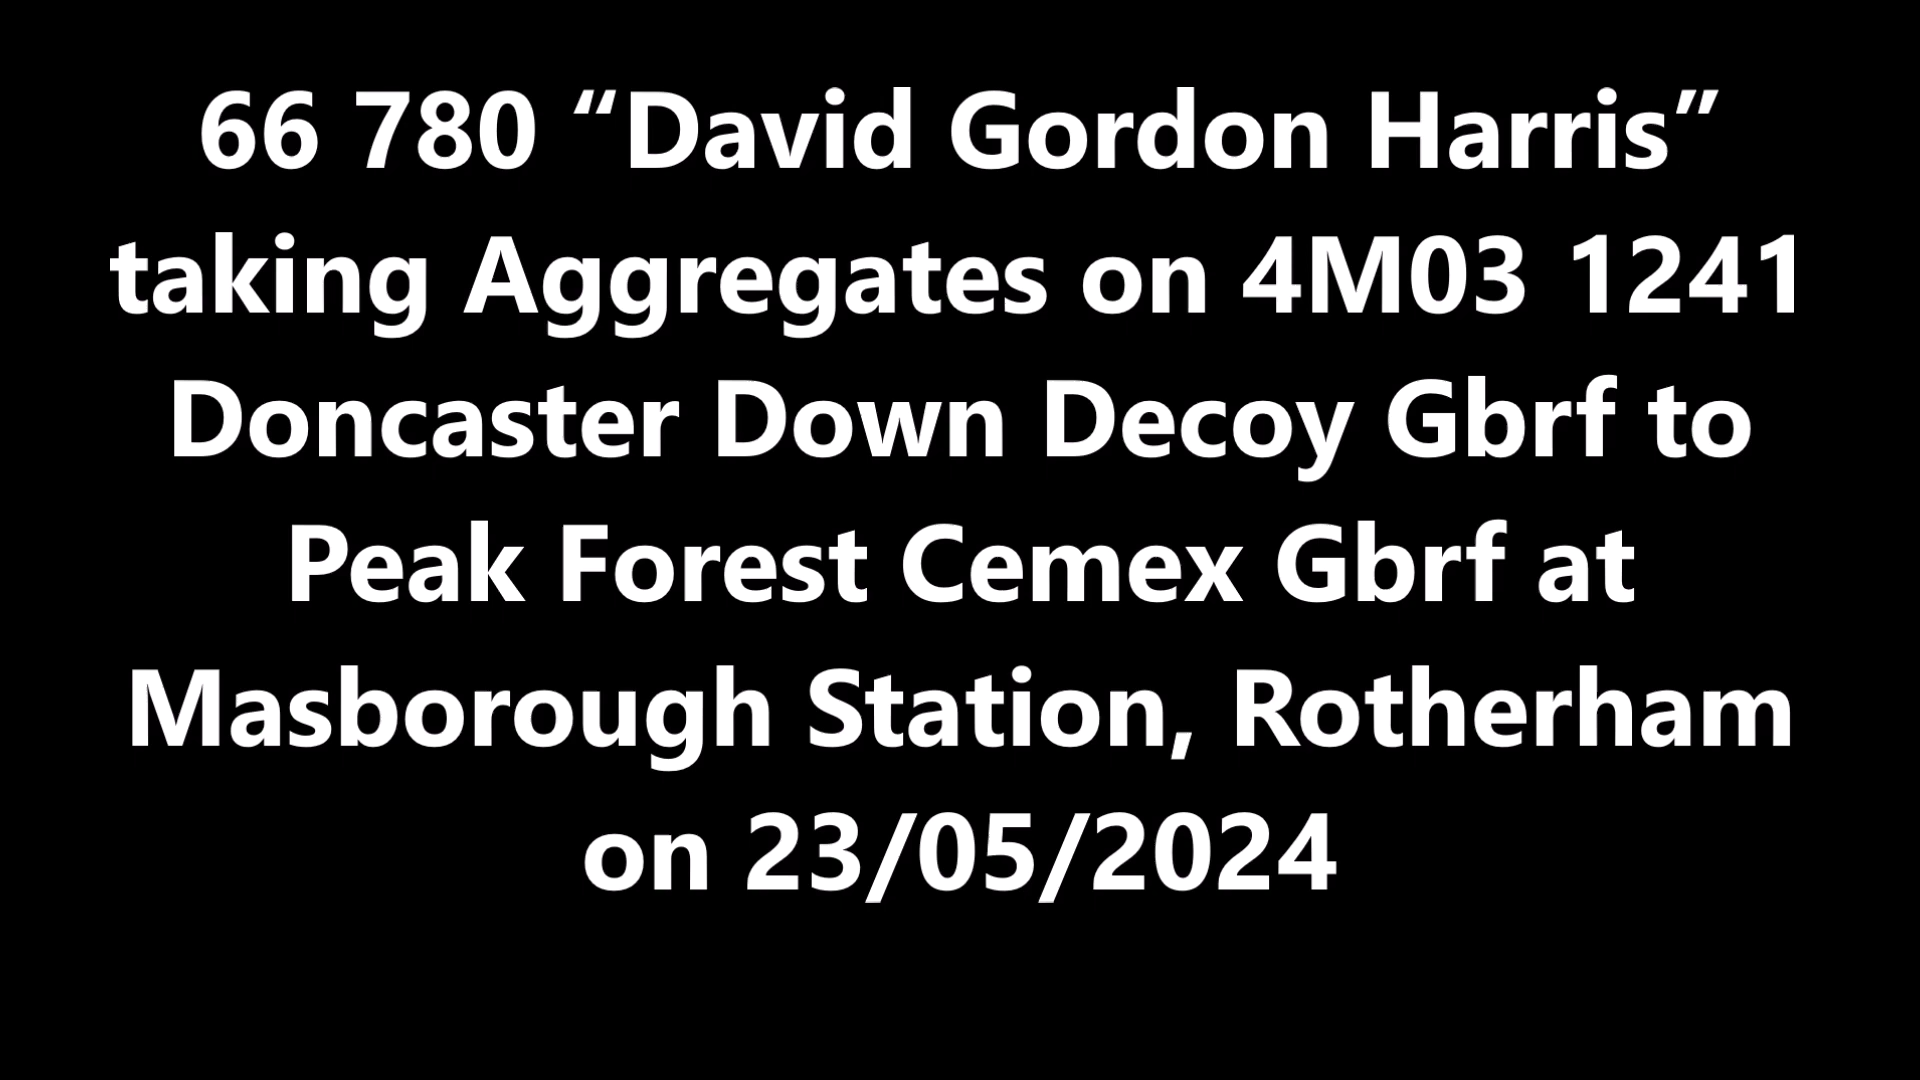 66 780 “David Gordon Harris”
taking Aggregates on 4M03 1241
Doncaster Down Decoy Gbrf to
Peak Forest Cemex Gbrf at
Masborough Station, Rotherham
on 23/05/2024